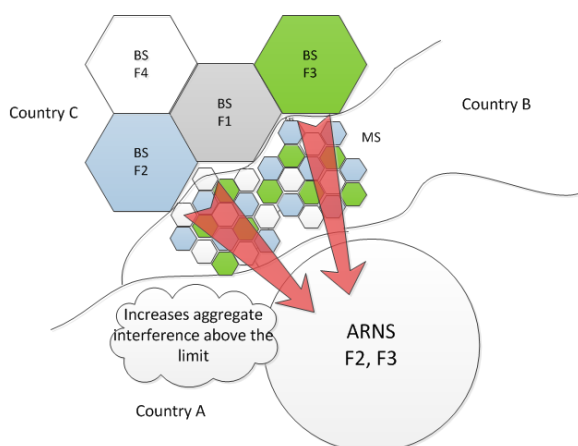 BS
F4
BS
F3
BS
F1
Country C
Country B
MS
BS
F2
Increases aggregate
interference above the
limit
ARNS
F2, F3
Country A